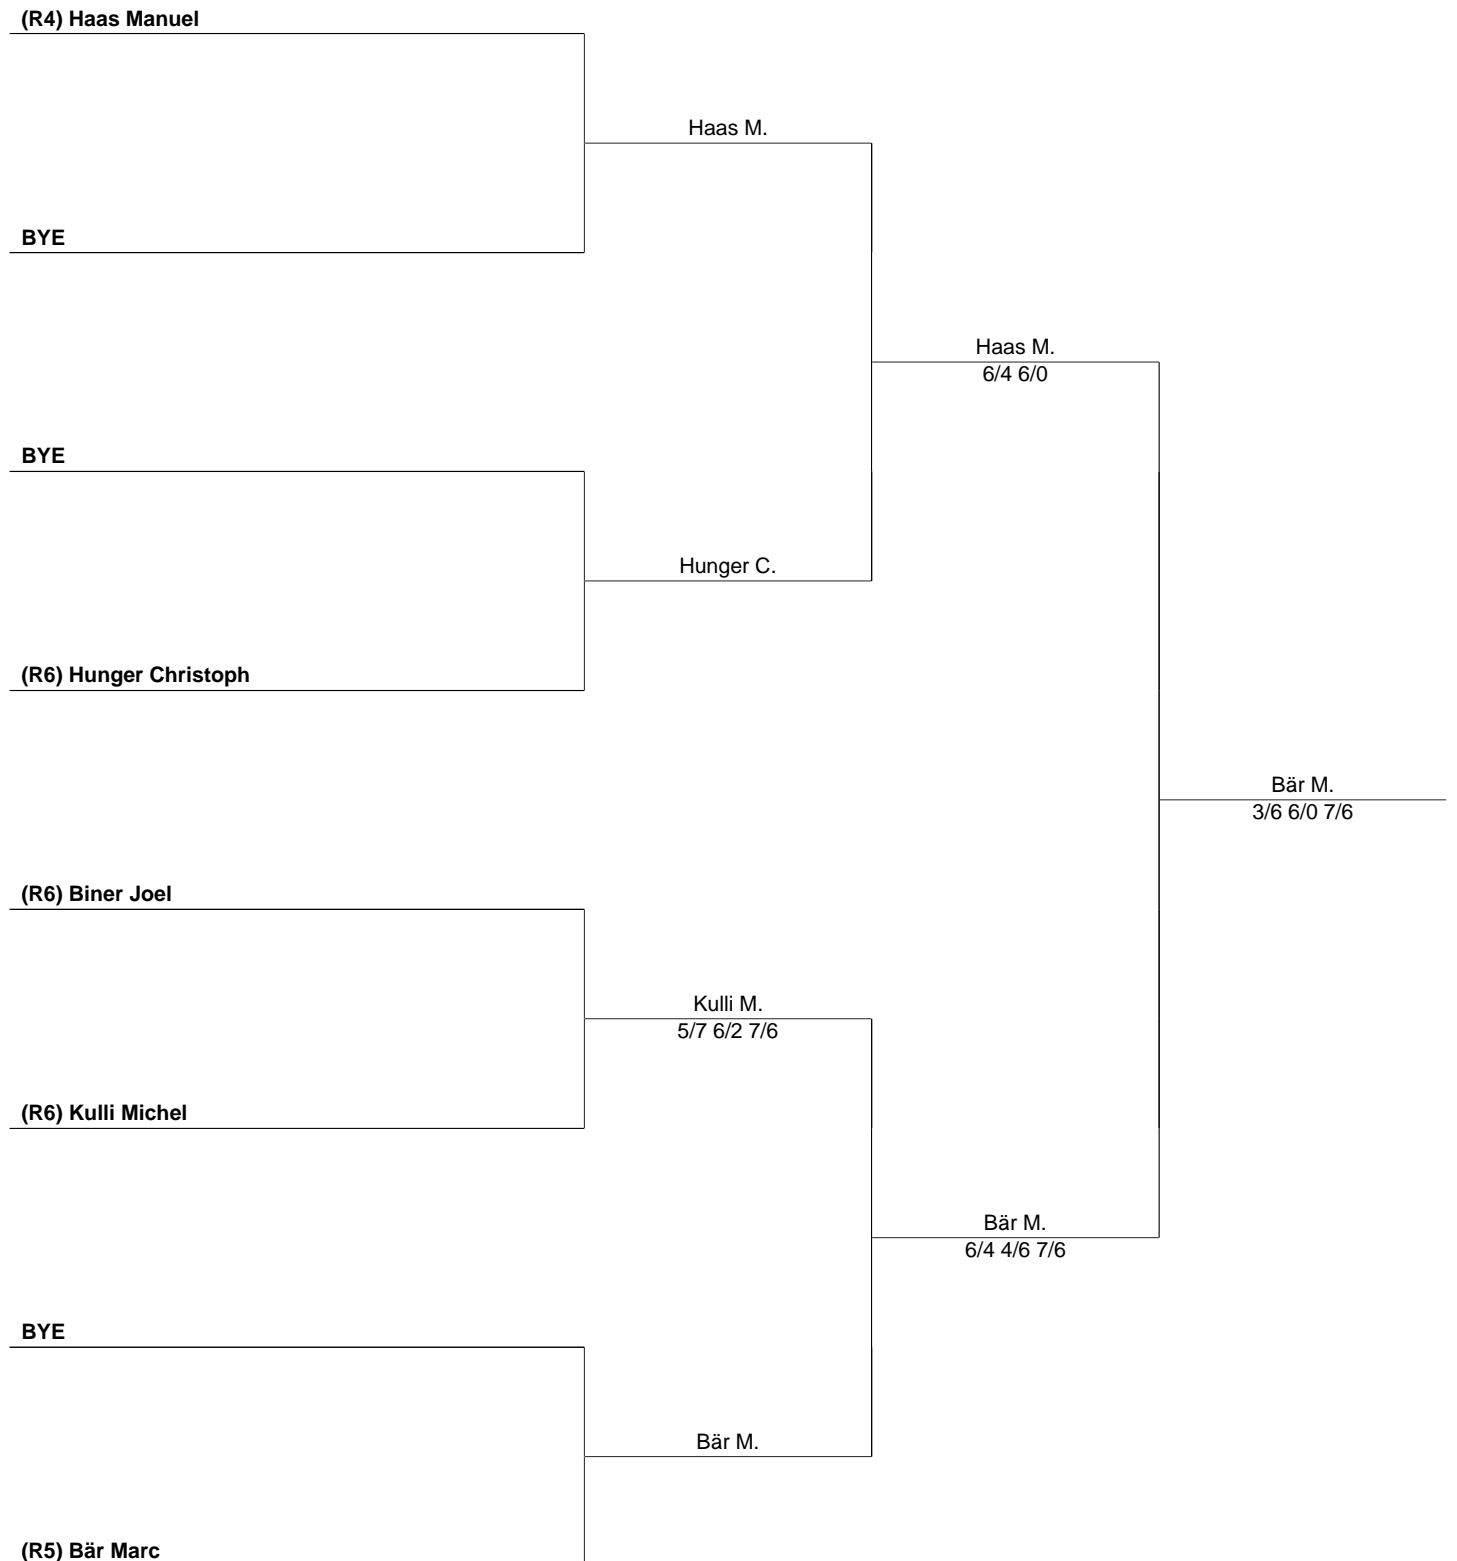 (R4) Haas Manuel
Haas M.
BYE
Haas M.
6/4 6/0
BYE
Hunger C.
(R6) Hunger Christoph
Bär M.
3/6 6/0 7/6
(R6) Biner Joel
Kulli M.
5/7 6/2 7/6
(R6) Kulli Michel
Bär M.
6/4 4/6 7/6
BYE
Bär M.
(R5) Bär Marc